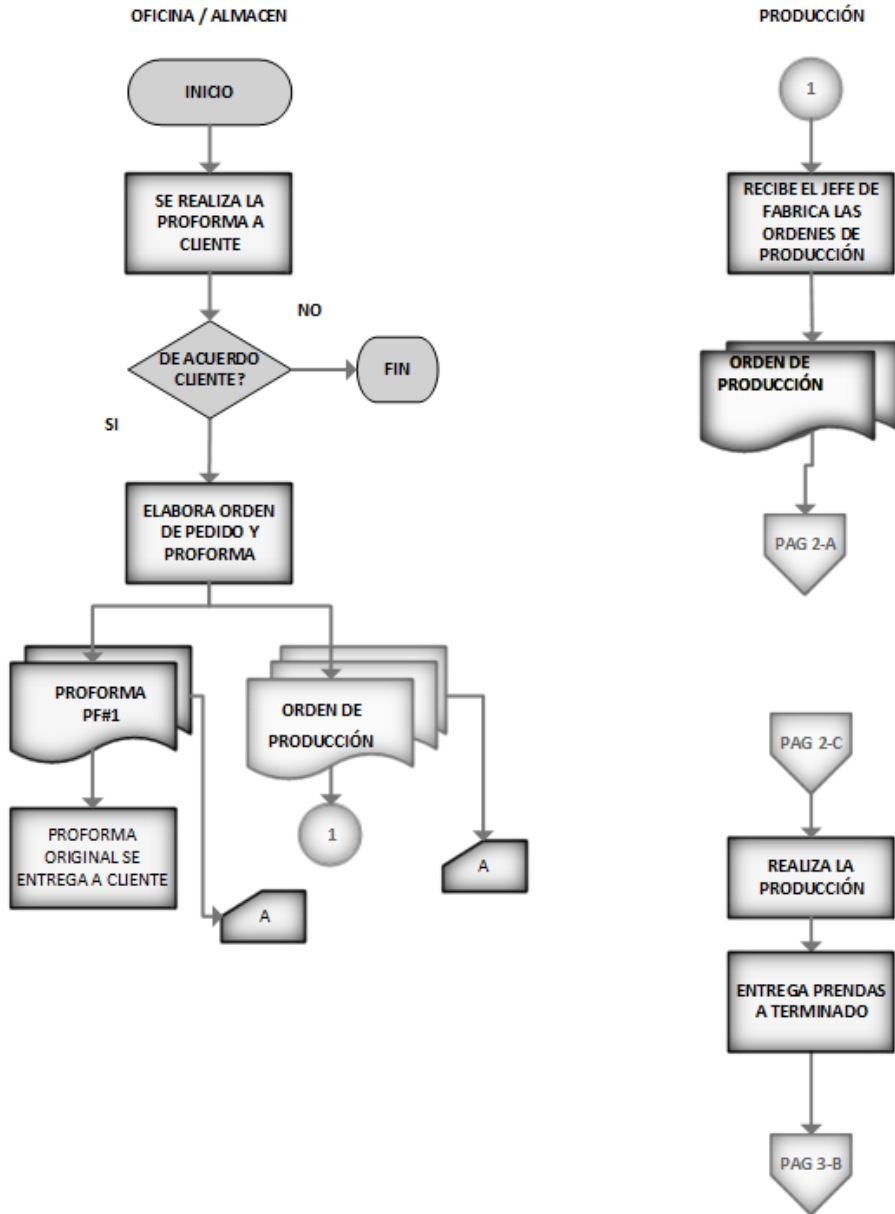 OFICINA / ALMACEN
INICIO
SE REALIZA LA
PROFORMA A
CLIENTE
NO
DE ACUERDO
CLIENTE?
FIN
SI
ELABORA ORDEN
DE PEDIDO Y
PROFORMA
PROFORMA
PF#1
ORDEN DE
PRODUCCIÓN
PROFORMA
ORIGINAL SE
ENTREGA A CLIENTE
1
A
A
PRODUCCIÓN
1
RECIBE EL JEFE DE
FABRICA LAS
ORDENES DE
PRODUCCIÓN
ORDEN DE
PRODUCCIÓN
PAG 2-A
PAG 2-C
REALIZA LA
PRODUCCIÓN
ENTREGA PRENDAS
A TERMINADO
PAG 3-B